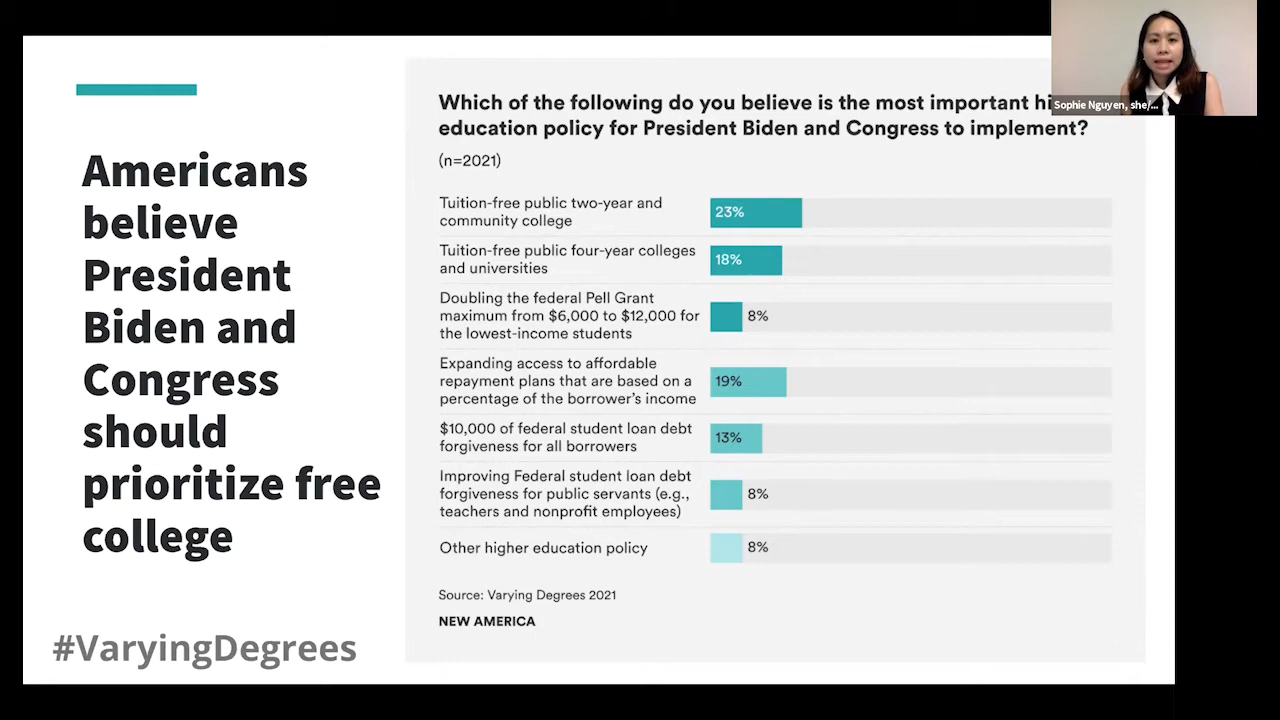 Americans
believe
President
Biden and
Congress
should
prioritize free
college
#VaryingDegrees
Which of the following do you believe is the most important
education policy for President Biden and Congress to implement?
(n=2021)
Tuition-free public two-year and
community college
23%
Tuition-free public four-year colleges
and universities
18%
Doubling the federal Pell Grant
maximum from $6,000 to $12,000 for
the lowest-income students
8%
Expanding access to affordable
repayment plans that are based on a
percentage of the borrower's income
19%
$10,000 of federal student loan debt
forgiveness for all borrowers
13%
Improving Federal student loan debt
forgiveness for public servants (e.g.,
teachers and nonprofit employees)
8%
Other higher education policy
8%
Source: Varying Degrees 2021
NEW AMERICA
Sophie Nguyen, she/...